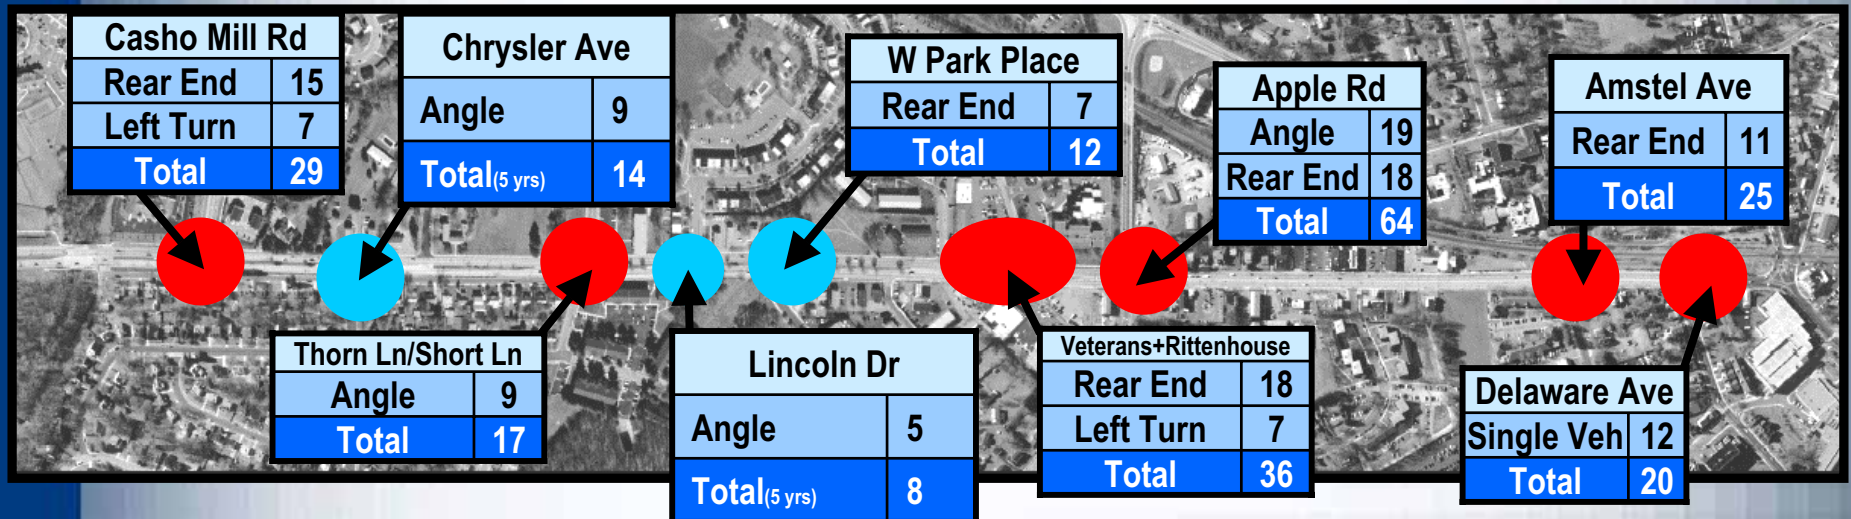 Casho Mill Rd
Rear End 15
Left Turn 7
Total 29
Chrysler Ave
Angle 9
Total(5 yrs) 14
W Park Place
Rear End 7
Total 12
Apple Rd
Angle 19
Rear End 18
Total 64
Amstel Ave
Rear End 11
Total 25
Thorn Ln/Short Ln
Angle 9
Total 17
Lincoln Dr
Angle 5
Total(5 yrs) 8
Veterans+Rittenhouse
Rear End 18
Left Turn 7
Total 36
Delaware Ave
Single Veh 12
Total 20